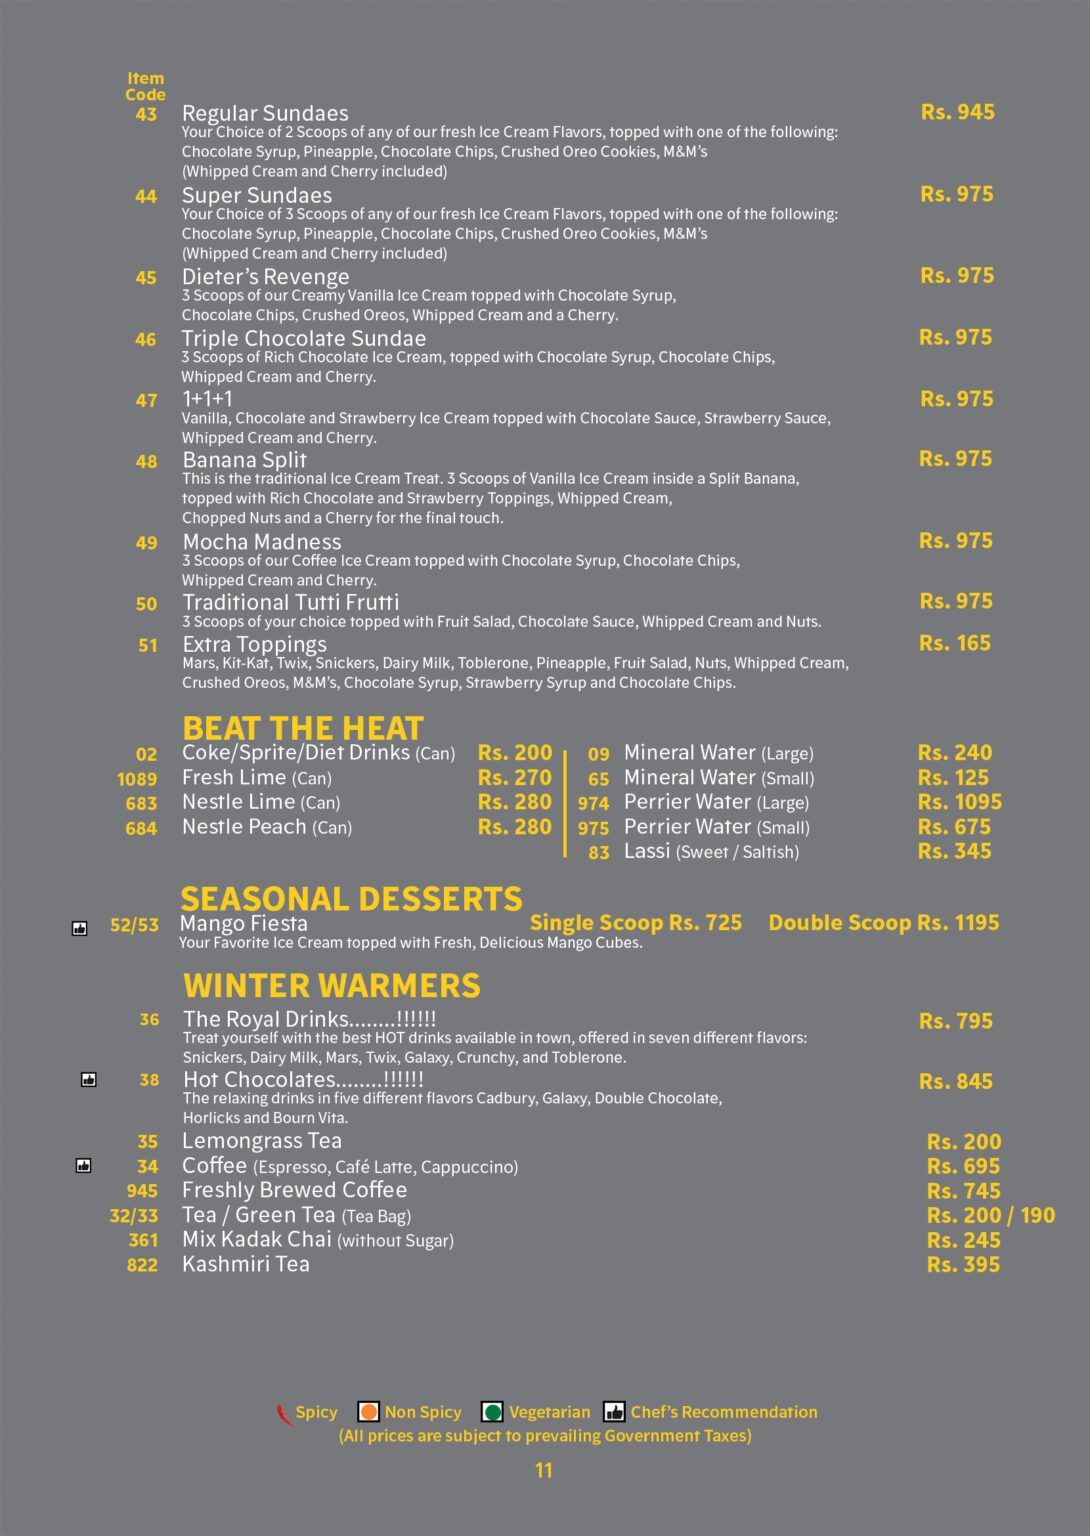 Item
Code
43 Regular Sundaes Rs. 945
Your Choice of 2 Scoops of any of our fresh Ice Cream Flavors, topped with one of the following:
Chocolate Syrup, Pineapple, Chocolate Chips, Crushed Oreo Cookies, M&M's
(Whipped Cream and Cherry included)
44 Super Sundaes Rs. 975
Your Choice of 3 Scoops of any of our fresh Ice Cream Flavors, topped with one of the following:
Chocolate Syrup, Pineapple, Chocolate Chips, Crushed Oreo Cookies, M&M's
(Whipped Cream and Cherry included)
45 Dieter's Revenge Rs. 975
3 Scoops of our Creamy Vanilla Ice Cream topped with Chocolate Syrup,
Chocolate Chips, Crushed Oreos, Whipped Cream and a Cherry.
46 Triple Chocolate Sundae Rs. 975
3 Scoops of Rich Chocolate Ice Cream, topped with Chocolate Syrup, Chocolate Chips,
Whipped Cream and Cherry.
47 1+1+1 Rs. 975
Vanilla, Chocolate and Strawberry Ice Cream topped with Chocolate Sauce, Strawberry Sauce,
Whipped Cream and Cherry.
48 Banana Split Rs. 975
This is the traditional Ice Cream Treat. 3 Scoops of Vanilla Ice Cream inside a Split Banana,
topped with Rich Chocolate and Strawberry Toppings, Whipped Cream,
Chopped Nuts and a Cherry for the final touch.
49 Mocha Madness Rs. 975
3 Scoops of our Coffee Ice Cream topped with Chocolate Syrup, Chocolate Chips,
Whipped Cream and Cherry.
50 Traditional Tutti Frutti Rs. 975
3 Scoops of your choice topped with Fruit Salad, Chocolate Sauce, Whipped Cream and Nuts.
51 Extra Toppings Rs. 165
Mars, Kit-Kat, Twix, Snickers, Dairy Milk, Toblerone, Pineapple, Fruit Salad, Nuts, Whipped Cream,
Crushed Oreos, M&M's, Chocolate Syrup, Strawberry Syrup and Chocolate Chips.
BEAT THE HEAT
02 Coke/Sprite/Diet Drinks (Can) Rs. 200
1089 Fresh Lime (Can) Rs. 270
683 Nestle Lime (Can) Rs. 280
684 Nestle Peach (Can) Rs. 280
09 Mineral Water (Large) Rs. 240
65 Mineral Water (Small) Rs. 125
974 Perrier Water (Large) Rs. 1095
975 Perrier Water (Small) Rs. 675
83 Lassi (Sweet / Saltish) Rs. 345
SEASONAL DESSERTS
52/53 Mango Fiesta Single Scoop Rs. 725 Double Scoop Rs. 1195
Your Favorite Ice Cream topped with Fresh, Delicious Mango Cubes.
WINTER WARMERS
36 The Royal Drinks........!!!!!! Rs. 795
Treat yourself with the best HOT drinks available in town, offered in seven different flavors:
Snickers, Dairy Milk, Mars, Twix, Galaxy, Crunchy, and Toblerone.
38 Hot Chocolates........!!!!!! Rs. 845
The relaxing drinks in five different flavors Cadbury, Galaxy, Double Chocolate,
Horlicks and Bourn Vita.
35 Lemongrass Tea Rs. 200
34 Coffee (Espresso, Café Latte, Cappuccino) Rs. 695
945 Freshly Brewed Coffee Rs. 745
32/33 Tea / Green Tea (Tea Bag) Rs. 200 / 190
361 Mix Kadak Chai (without Sugar) Rs. 245
822 Kashmiri Tea Rs. 395
Spicy Non Spicy Vegetarian Chef's Recommendation
(All prices are subject to prevailing Government Taxes)
11